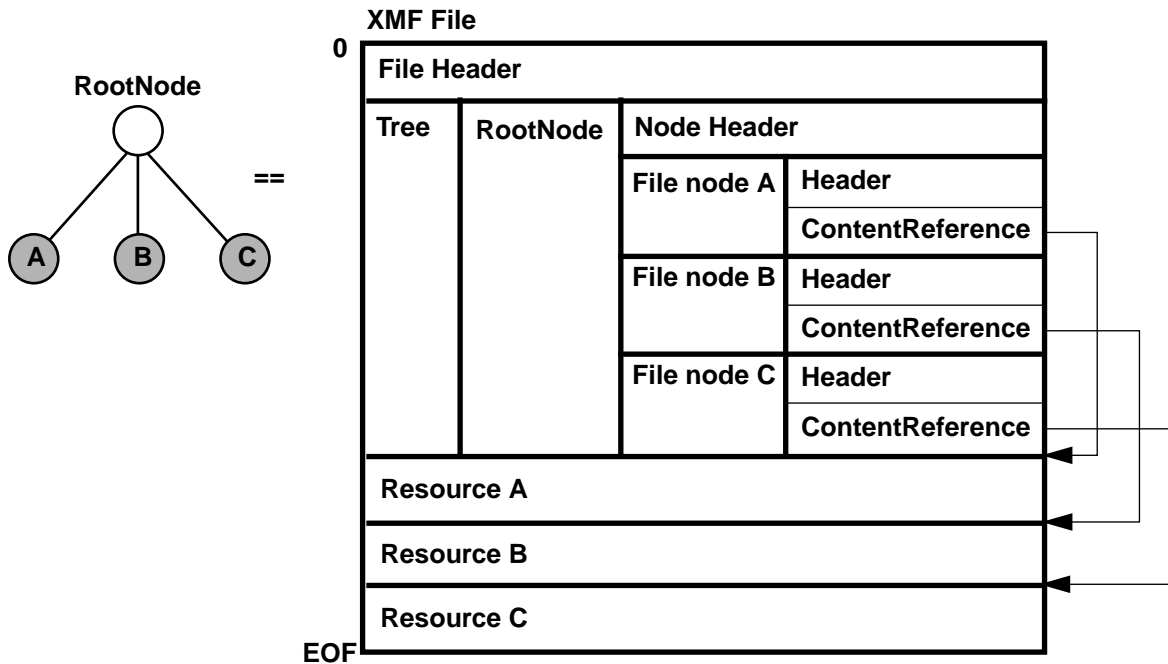 XMF File
0
File Header
RootNode
Tree
RootNode
Node Header
==
File node A
Header
ContentReference
A
B
C
File node B
Header
ContentReference
File node C
Header
ContentReference
Resource A
Resource B
Resource C
EOF